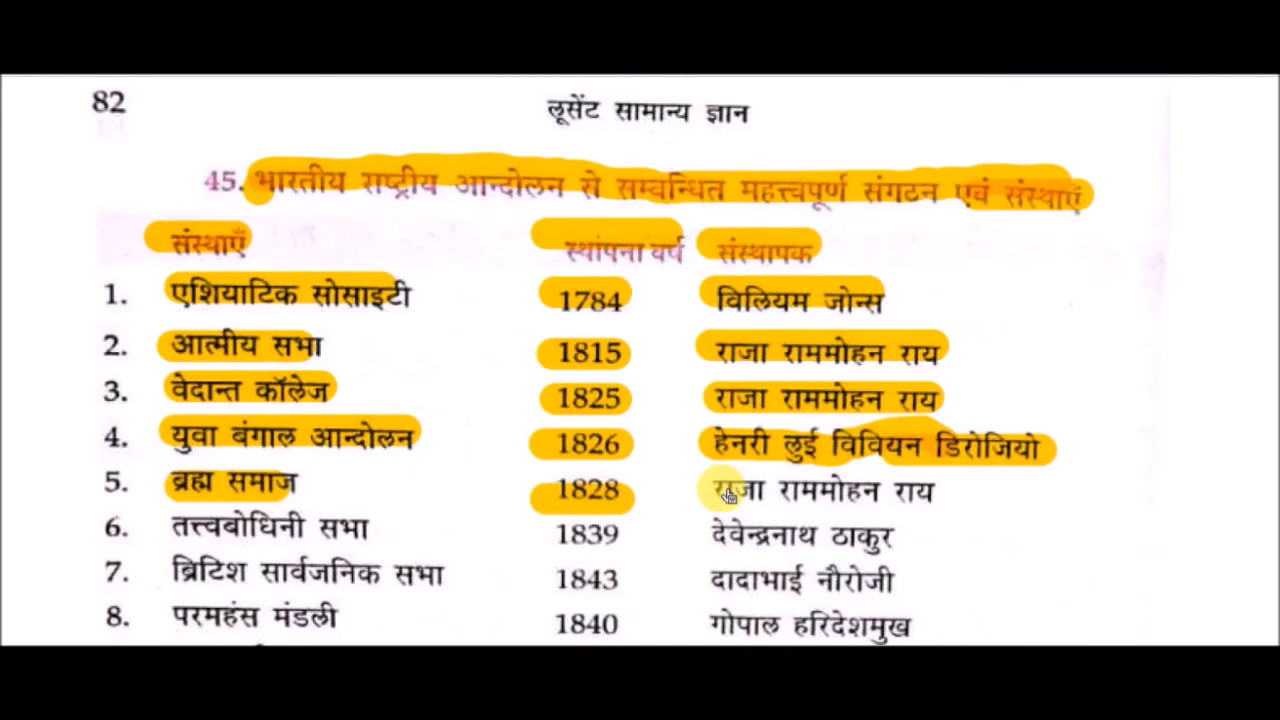 82 लूसेंट सामान्य ज्ञान
45. भारतीय राष्ट्रीय आन्दोलन से सम्बन्धित महत्त्वपूर्ण संगटन एवं संस्थाएँ
संस्थाएँ स्थापना वर्ष संस्थापक
1. एशियाटिक सोसाइटी 1784 विलियम जोन्स
2. आत्मीय सभा 1815 राजा राममोहन राय
3. वेदान्त कॉलेज 1825 राजा राममोहन राय
4. युवा बंगाल आन्दोलन 1826 हेनरी लुई विवियन डिरोजियो
5. ब्रह्म समाज 1828 राजा राममोहन राय
6. तत्त्वबोधिनी सभा 1839 देवेन्द्रनाथ ठाकुर
7. ब्रिटिश सार्वजनिक सभा 1843 दादाभाई नौरोजी
8. परमहंस मंडली 1840 गोपाल हरिदेशमुख